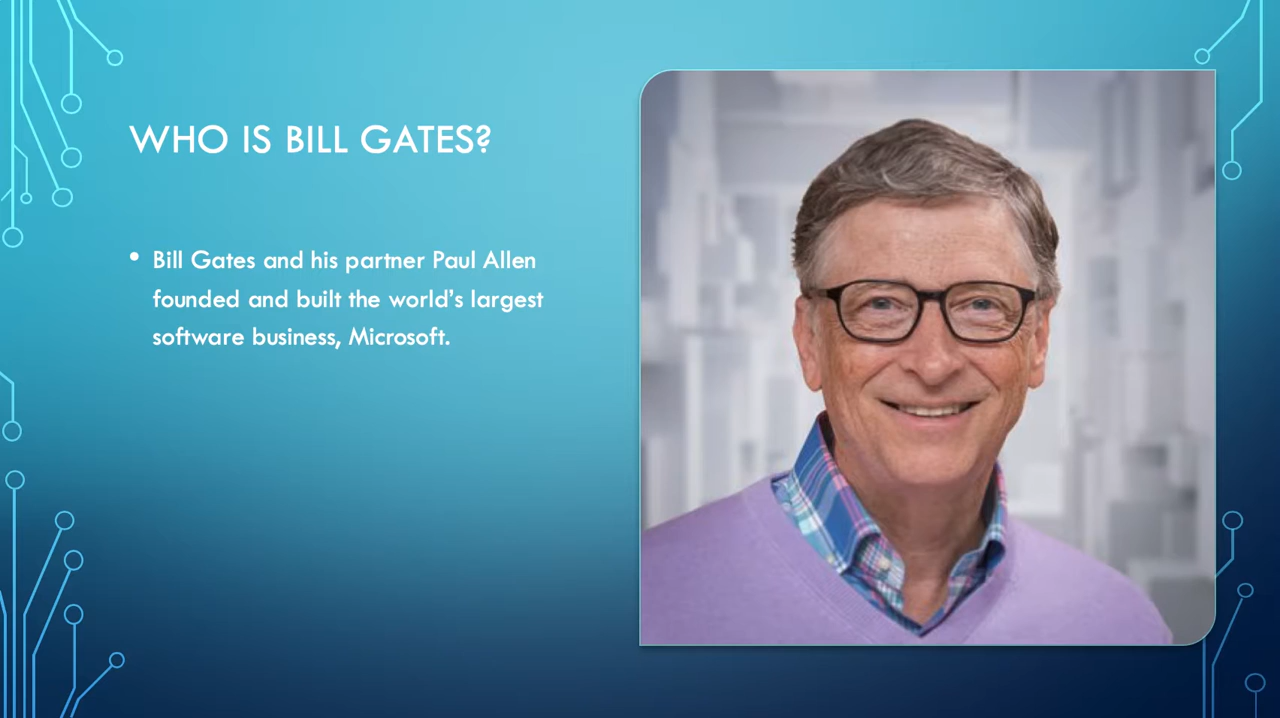 WHO IS BILL GATES?
• Bill Gates and his partner Paul Allen
founded and built the world’s largest
software business, Microsoft.